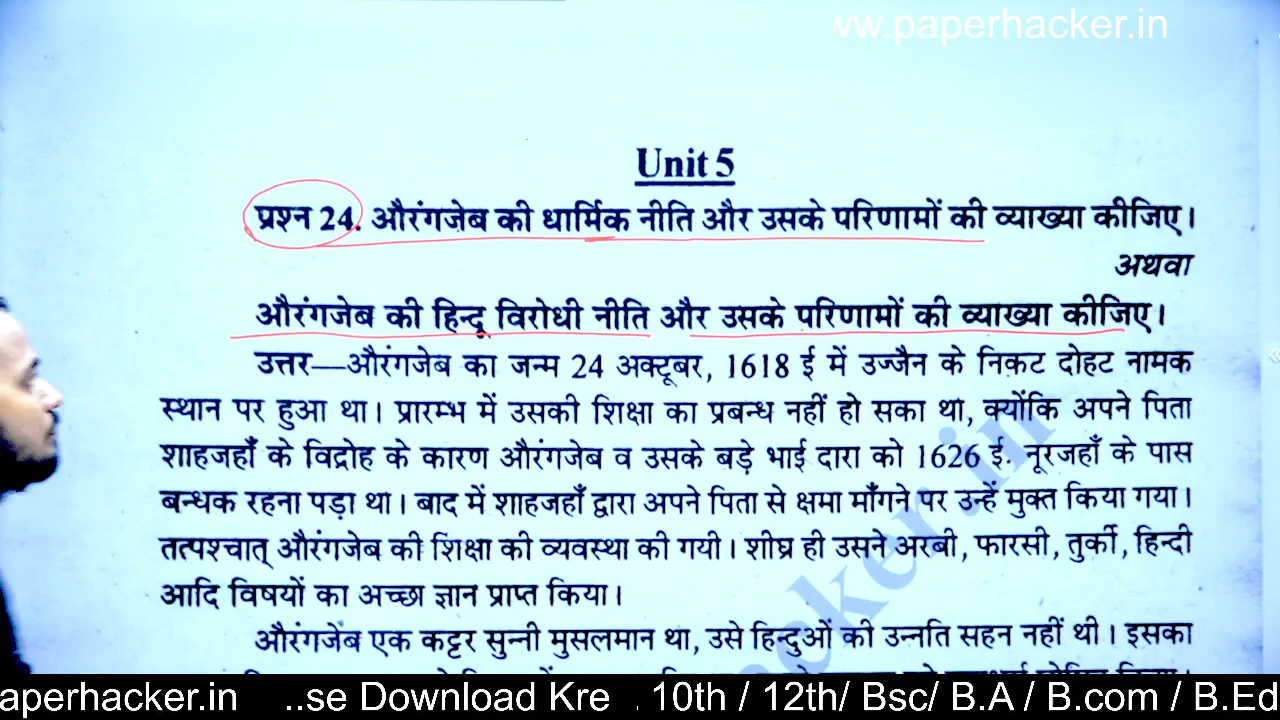 ww.paperhacker.in
Unit 5
प्रश्न 24. औरंगजेब की धार्मिक नीति और उसके परिणामों की व्याख्या कीजिए।
अथवा
औरंगजेब की हिन्दू विरोधी नीति और उसके परिणामों की व्याख्या कीजिए।
उत्तर—औरंगजेब का जन्म 24 अक्टूबर, 1618 ई में उज्जैन के निकट दोहट नामक
स्थान पर हुआ था। प्रारम्भ में उसकी शिक्षा का प्रबन्ध नहीं हो सका था, क्योंकि अपने पिता
शाहजहाँ के विद्रोह के कारण औरंगजेब व उसके बड़े भाई दारा को 1626 ई. नूरजहाँ के पास
बन्धक रहना पड़ा था। बाद में शाहजहाँ द्वारा अपने पिता से क्षमा माँगने पर उन्हें मुक्त किया गया।
तत्पश्चात् औरंगजेब की शिक्षा की व्यवस्था की गयी। शीघ्र ही उसने अरबी, फारसी, तुर्की, हिन्दी
आदि विषयों का अच्छा ज्ञान प्राप्त किया।
औरंगजेब एक कट्टर सुन्नी मुसलमान था, उसे हिन्दुओं की उन्नति सहन नहीं थी। इसका
hacker.in
aperhacker.in ..se Download Kre . 10th / 12th/ Bsc/ B.A / B.com / B.Ed